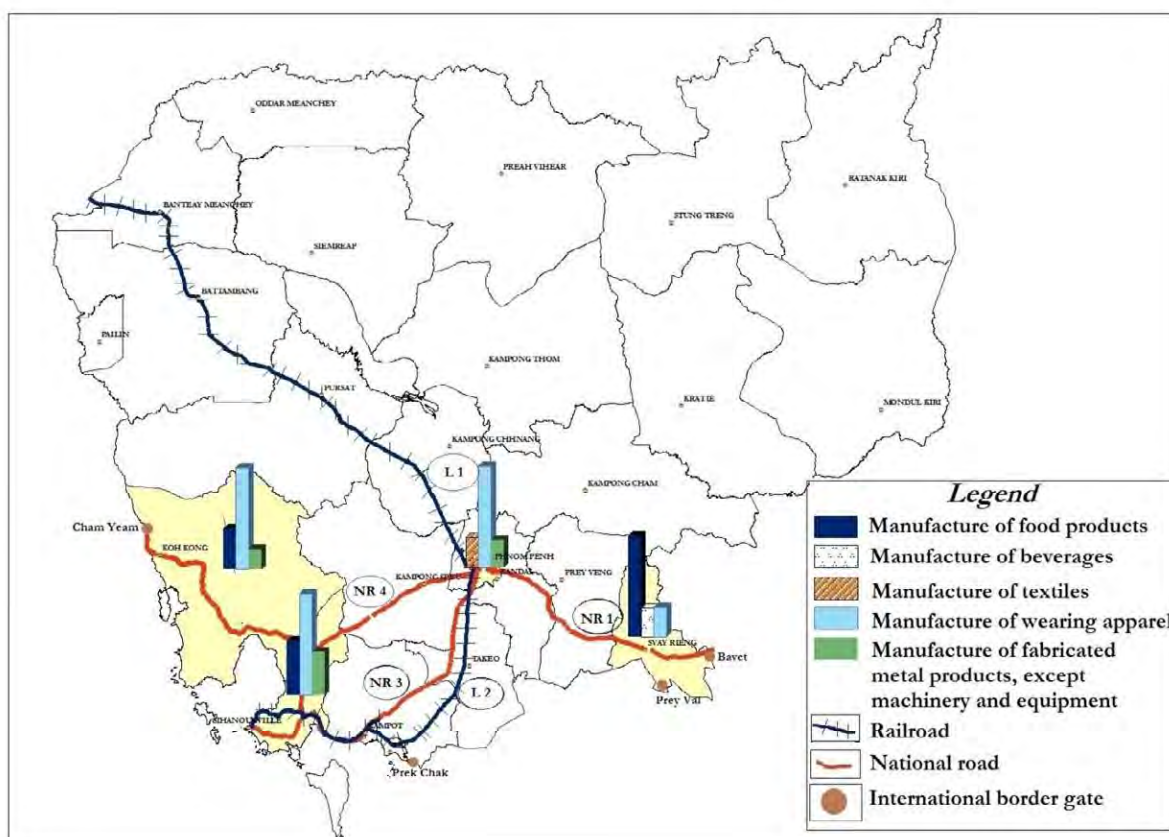 ODDAR MEANCHEY
PREAH VIHEAR
RATANAK KIRI
BANTEAY MEANCHEY
STUNG TRENG
SIEMREAP
BATTAMBANG
PAILIN
KAMPONG THOM
PURSAT
KRATIE
MONDUL KIRI
KAMPONG CHHNANG
L 1
KAMPONG CHAM
Cham Yeam
KOH KONG
PHNOM PENH
KANDAL
KAMPONG
PREY VENG
NR 4
NR 1
SVAY RIENG
Bavet
TAKEO
NR 3
L 2
Prey Val
SIHANOUKVILLE
KAMPOT
Prek Chak
Legend
Manufacture of food products
Manufacture of beverages
Manufacture of textiles
Manufacture of wearing apparel
Manufacture of fabricated
metal products, except
machinery and equipment
Railroad
National road
International border gate